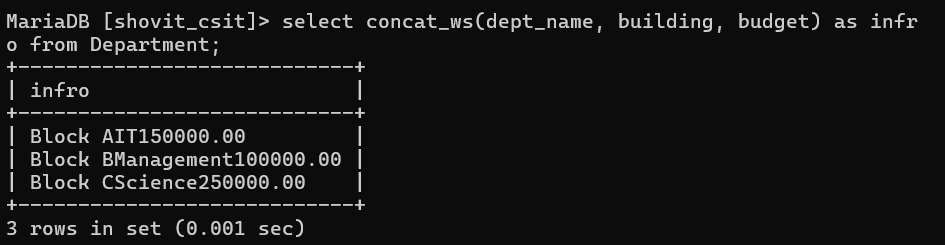 MariaDB [shovit_csit]> select concat_ws(dept_name, building, budget) as infr
o from Department;
+----------------------------+
| infro                      |
+----------------------------+
| Block AIT150000.00         |
| Block BManagement100000.00 |
| Block CScience250000.00    |
+----------------------------+
3 rows in set (0.001 sec)